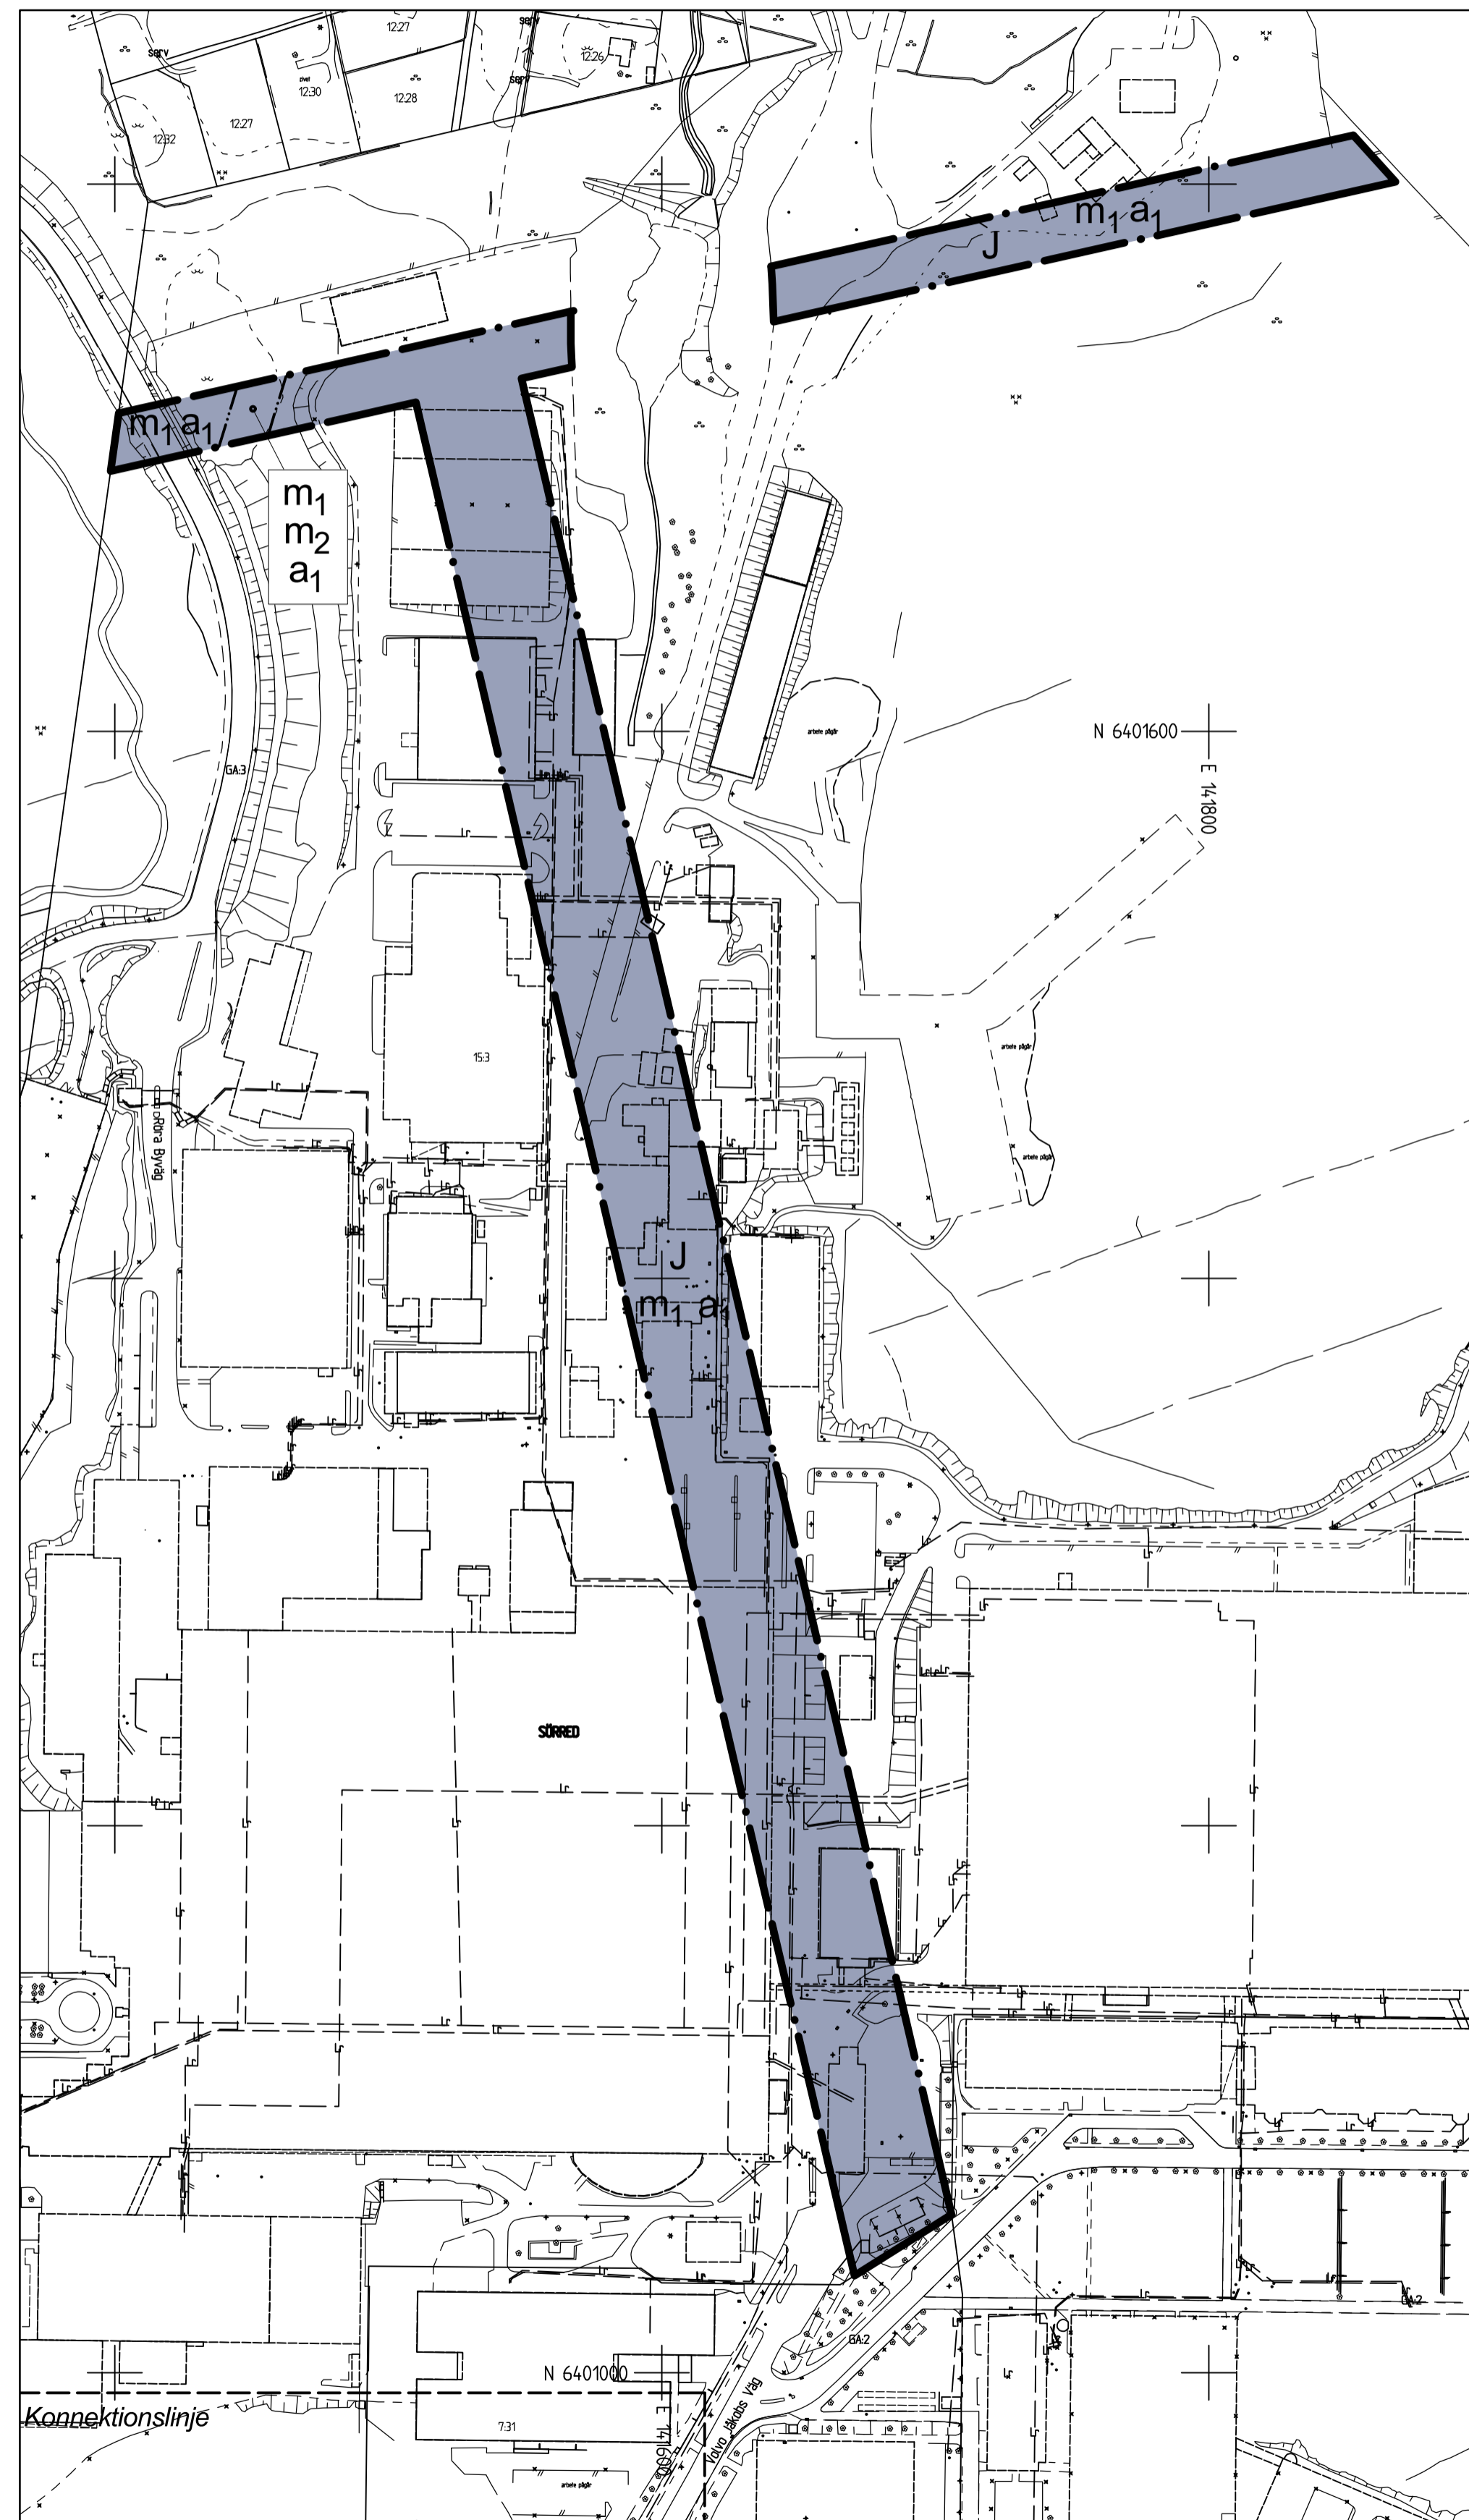 serv
12:27
serv
12:26
serv
zivet
12:30
12:28
12:27
12:32
m1 a1
J
m1 a1
m1
m2
a1
arbete pågår
N 6401600
E 141800
GA:3
15:3
arbete pågår
Röra Byväg
arbete pågår
J
m1 a1
SÖRRED
GA:2
GA:2
N 6401000
E 141600
Volvo Jakobs Väg
Konnektionslinje
7:31
arbete pågår